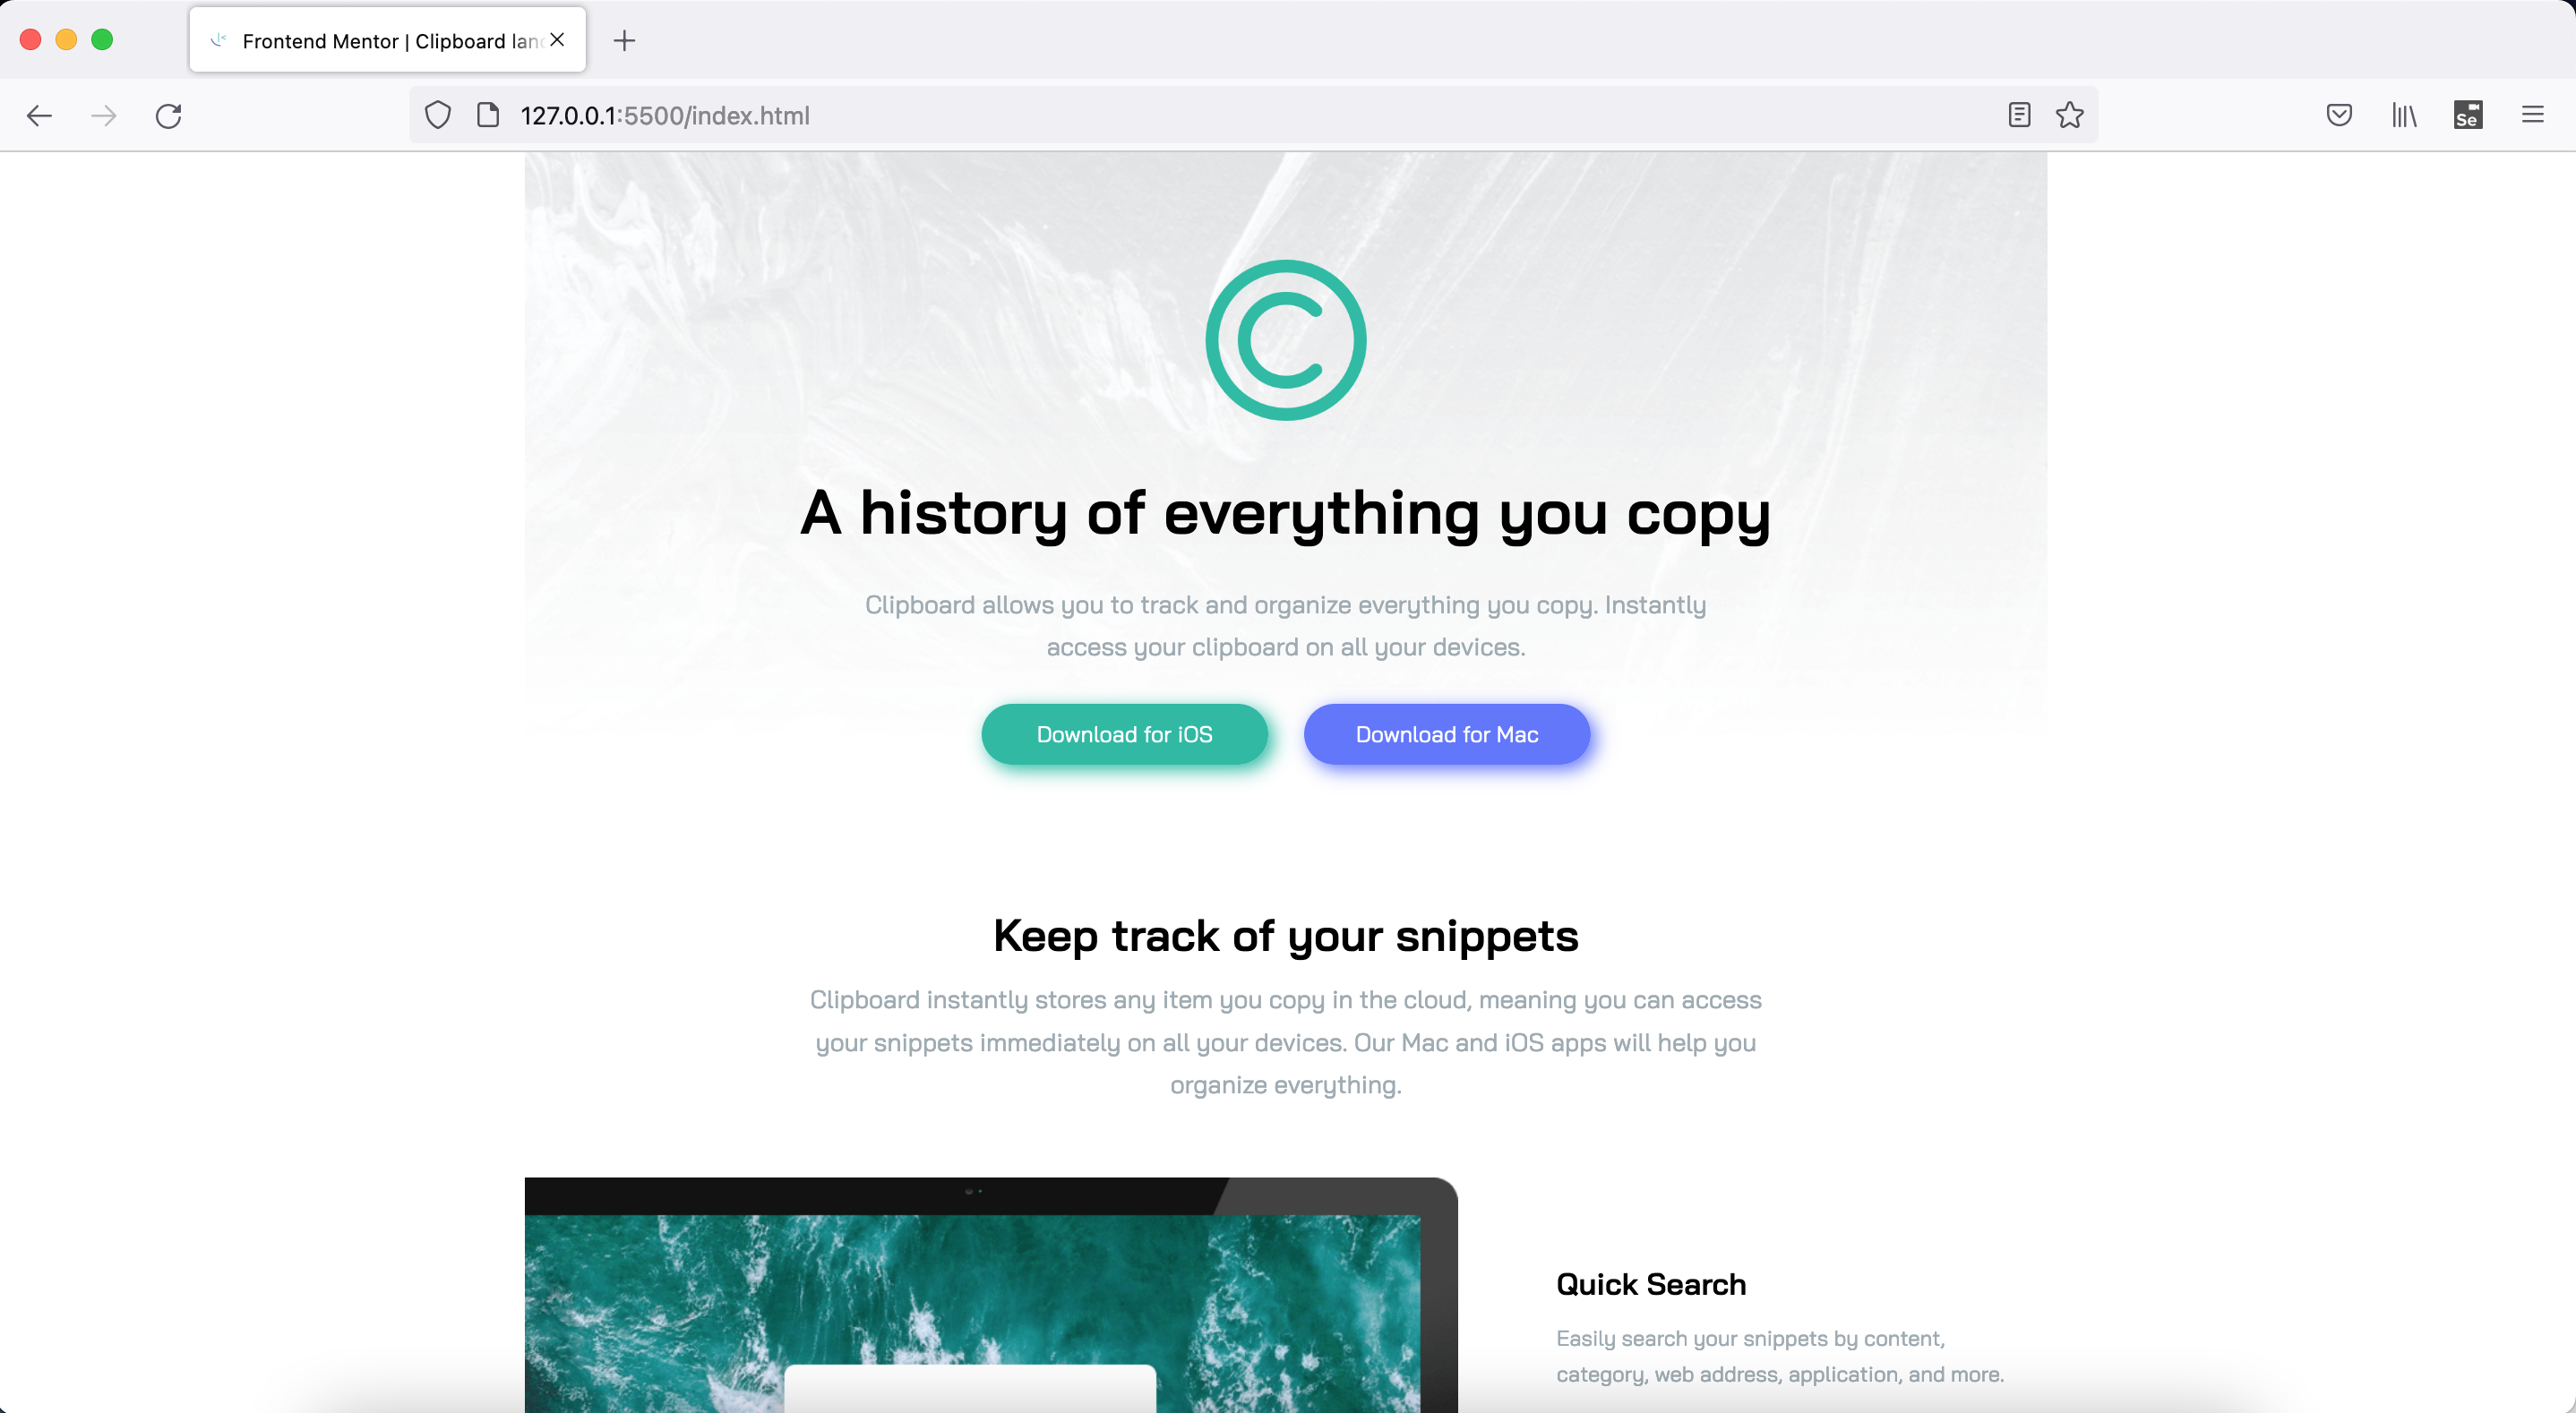 Frontend Mentor | Clipboard lan
127.0.0.1:5500/index.html
Se
C
A history of everything you copy
Clipboard allows you to track and organize everything you copy. Instantly
access your clipboard on all your devices.
Download for iOS
Download for Mac
Keep track of your snippets
Clipboard instantly stores any item you copy in the cloud, meaning you can access
your snippets immediately on all your devices. Our Mac and iOS apps will help you
organize everything.
Quick Search
Easily search your snippets by content,
category, web address, application, and more.